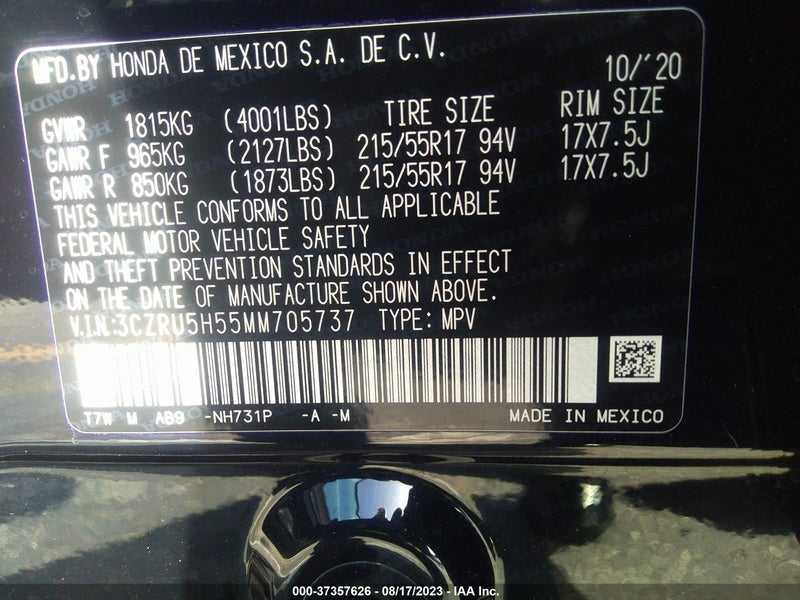 MFD.BY HONDA DE MEXICO S.A. DE C.V. 10/'20
GVWR 1815KG (4001LBS) TIRE SIZE RIM SIZE
GAWR F 965KG (2127LBS) 215/55R17 94V 17X7.5J
GAWR R 850KG (1873LBS) 215/55R17 94V 17X7.5J
THIS VEHICLE CONFORMS TO ALL APPLICABLE
FEDERAL MOTOR VEHICLE SAFETY
AND THEFT PREVENTION STANDARDS IN EFFECT
ON THE DATE OF MANUFACTURE SHOWN ABOVE.
V.I.N:3CZRU5H55MM705737 TYPE: MPV
T7W M AB9 -NH731P -A -M MADE IN MEXICO
000-37357626 - 08/17/2023 - IAA Inc.